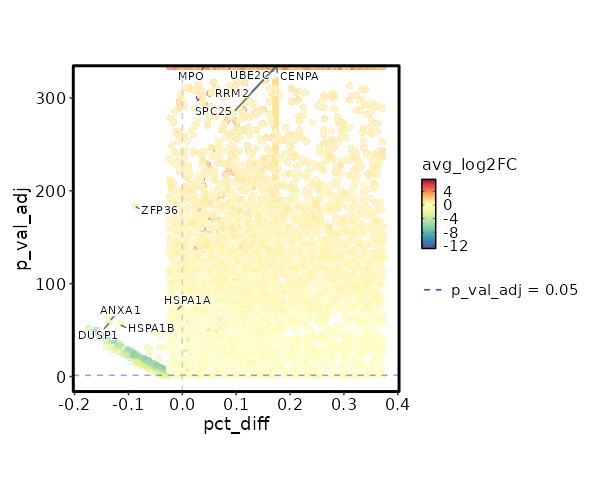 MPO
UBE2C
CENPA
RRM2
SPC25
ZFP36
HSPA1A
ANXA1
HSPA1B
DUSP1
300
200
100
0
p_val_adj
-0.2
-0.1
0.0
0.1
0.2
0.3
0.4
pct_diff
avg_log2FC
4
0
-4
-8
-12
p_val_adj = 0.05